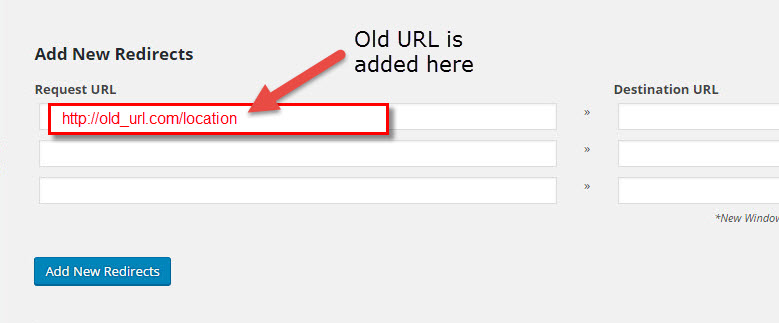 Old URL is
added here
Add New Redirects
Request URL
Destination URL
http://old_url.com/location
»
»
»
*New Window
Add New Redirects